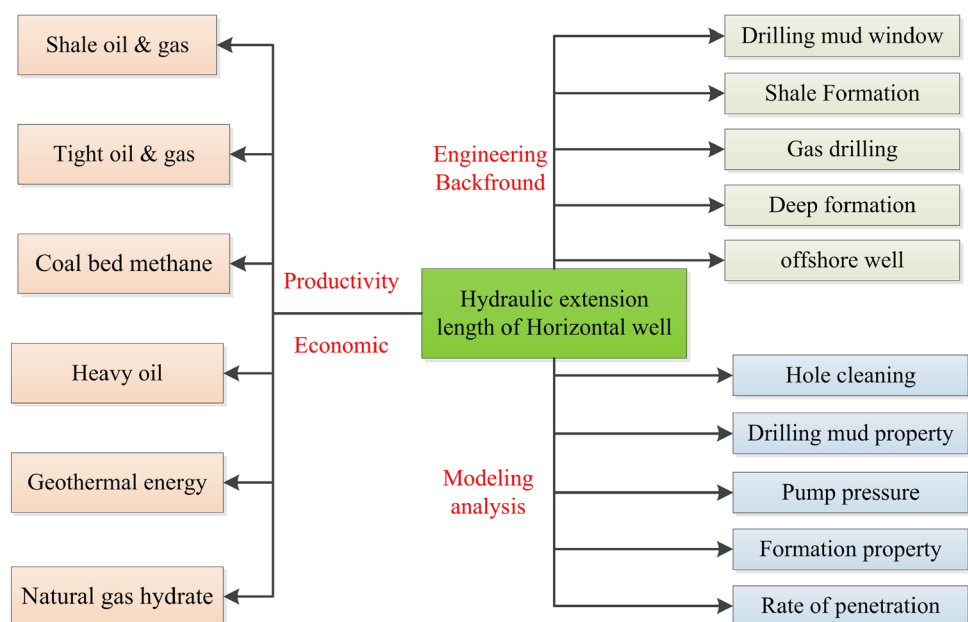 Shale oil & gas
Tight oil & gas
Coal bed methane
Heavy oil
Geothermal energy
Natural gas hydrate
Productivity
Economic
Hydraulic extension
length of Horizontal well
Engineering
Backfround
Drilling mud window
Shale Formation
Gas drilling
Deep formation
offshore well
Modeling
analysis
Hole cleaning
Drilling mud property
Pump pressure
Formation property
Rate of penetration